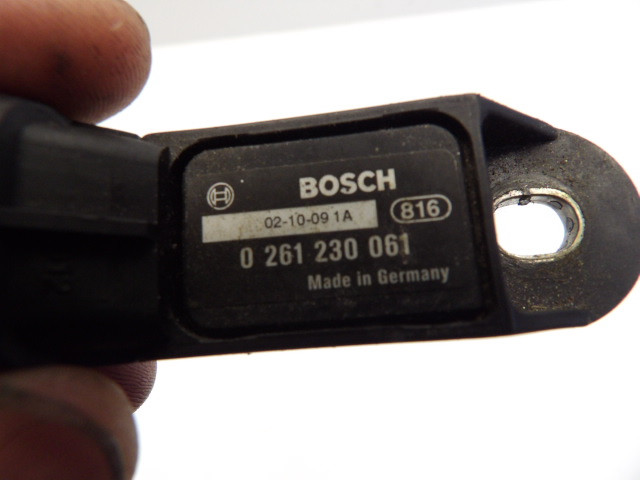 BOSCH
02-10-09 1A
816
0 261 230 061
Made in Germany